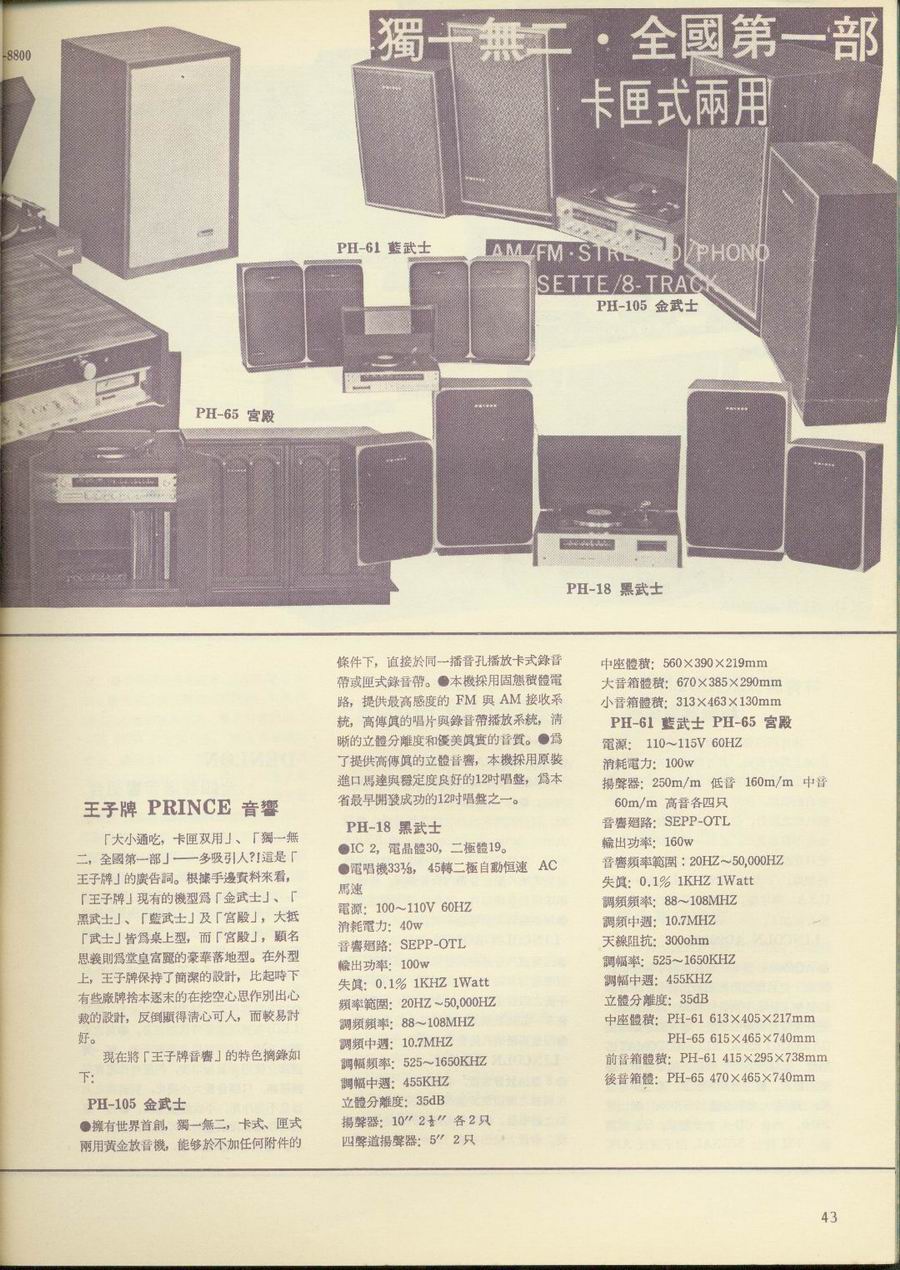 -8800
獨一無二·全國第一部
卡匣式兩用
PH-61 藍武士
AM/FM·STREO/PHONO
SETTE/8-TRACK
PH-105 金武士
PH-65 宮殿
PH-18 黑武士
王子牌 PRINCE 音響
「大小通吃，卡匣双用」、「獨一無
二，全國第一部」——多吸引人?!這是「
王子牌」的廣告詞。根據手邊資料來看，
「王子牌」現有的機型爲「金武士」、「
黑武士」、「藍武士」及「宮殿」，大抵
「武士」皆爲桌上型，而「宮殿」，顧名
思義則爲堂皇富麗的豪華落地型。在外型
上，王子牌保持了簡潔的設計，比起時下
有些廠牌捨本逐末的在挖空心思作別出心
裁的設計，反倒顯得清心可人，而較易討
好。
現在將「王子牌音響」的特色摘錄如
下:
PH-105 金武士
●擁有世界首創，獨一無二，卡式、匣式
兩用黃金放音機，能够於不加任何附件的
條件下，直接於同一播音孔播放卡式錄音
帶或匣式錄音帶。●本機採用固態積體電
路，提供最高感度的 FM 與 AM 接收系
統，高傳眞的唱片與錄音帶播放系統，清
晰的立體分離度和優美眞實的音質。●爲
了提供高傳眞的立體音響，本機採用原裝
進口馬達與穩定度良好的12吋唱盤，爲本
省最早開發成功的12吋唱盤之一。
PH-18 黑武士
●IC 2，電晶體30，二極體19。
●電唱機33⅓，45轉二極自動恒速 AC
馬速
電源: 100～110V 60HZ
消耗電力: 40w
音響廻路: SEPP-OTL
輸出功率: 100w
失眞: 0.1% 1KHZ 1Watt
頻率範圍: 20HZ～50,000HZ
調頻頻率: 88～108MHZ
調頻中週: 10.7MHZ
調幅頻率: 525～1650KHZ
調幅中週: 455KHZ
立體分離度: 35dB
揚聲器: 10″ 2½″ 各2只
四聲道揚聲器: 5″ 2只
中座體積: 560×390×219mm
大音箱體積: 670×385×290mm
小音箱體積: 313×463×130mm
PH-61 藍武士 PH-65 宮殿
電源: 110～115V 60HZ
消耗電力: 100w
揚聲器: 250m/m 低音 160m/m 中音
60m/m 高音各四只
音響廻路: SEPP-OTL
輸出功率: 160w
音響頻率範圍: 20HZ～50,000HZ
失眞: 0.1% 1KHZ 1Watt
調頻頻率: 88～108MHZ
調頻中週: 10.7MHZ
天線阻抗: 300ohm
調幅率: 525～1650KHZ
調幅中週: 455KHZ
立體分離度: 35dB
中座體積: PH-61 613×405×217mm
PH-65 615×465×740mm
前音箱體積: PH-61 415×295×738mm
後音箱體: PH-65 470×465×740mm
43